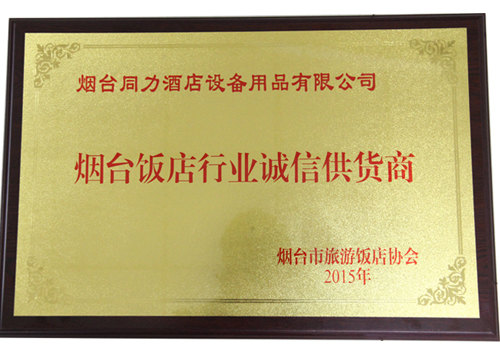 烟台同力酒店设备用品有限公司
烟台饭店行业诚信供货商
烟台市旅游饭店协会
2015年